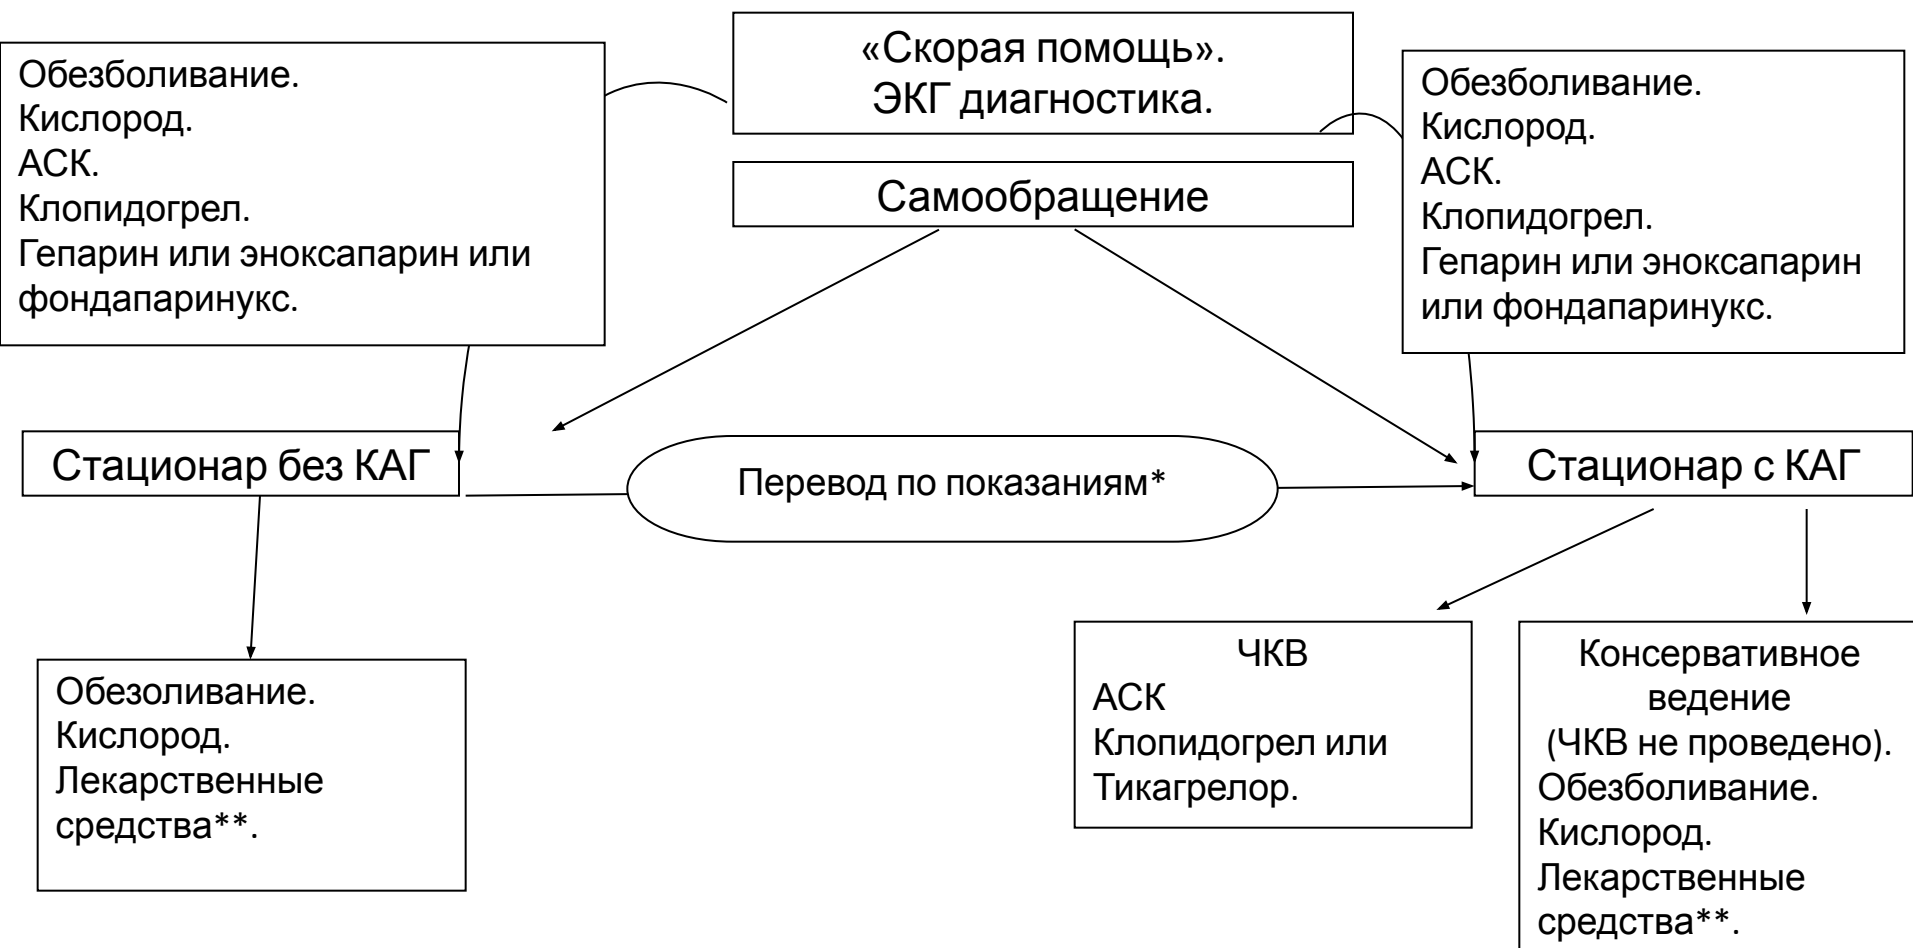 «Скорая помощь».
ЭКГ диагностика.
Самообращение
Обезболивание.
Кислород.
АСК.
Клопидогрел.
Гепарин или эноксапарин или
фондапаринукс.
Обезболивание.
Кислород.
АСК.
Клопидогрел.
Гепарин или эноксапарин
или фондапаринукс.
Стационар без КАГ
Перевод по показаниям*
Стационар с КАГ
Обезоливание.
Кислород.
Лекарственные
средства**.
ЧКВ
АСК
Клопидогрел или
Тикагрелор.
Консервативное
ведение
(ЧКВ не проведено).
Обезболивание.
Кислород.
Лекарственные
средства**.